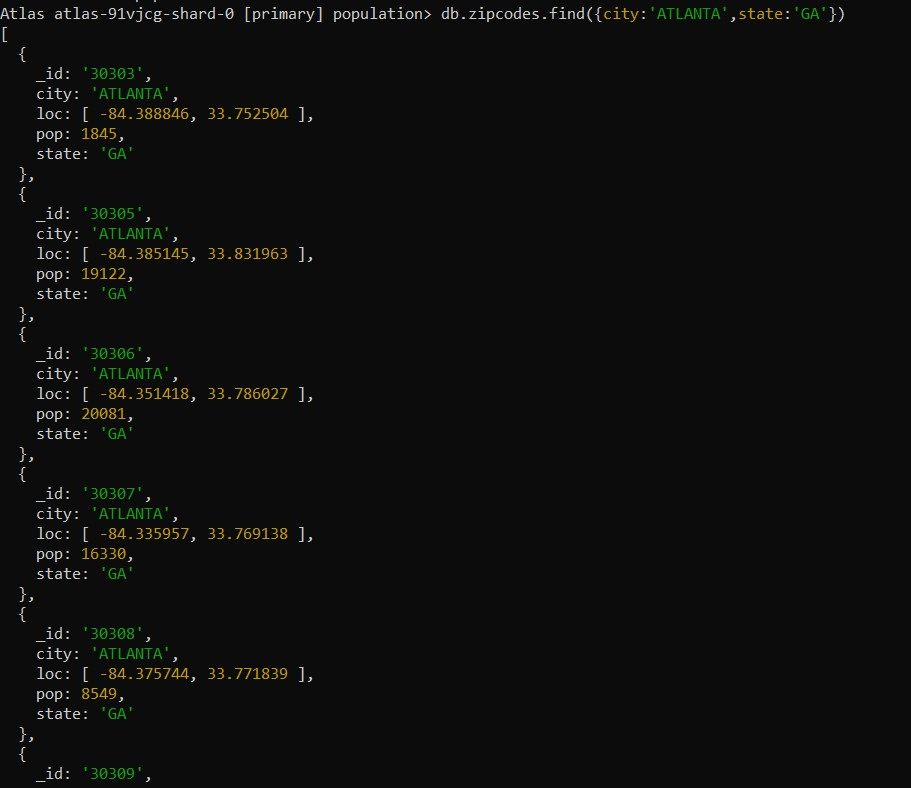 Atlas atlas-91vjcg-shard-0 [primary] population> db.zipcodes.find({city:'ATLANTA',state:'GA'})
[
  {
    _id: '30303',
    city: 'ATLANTA',
    loc: [ -84.388846, 33.752504 ],
    pop: 1845,
    state: 'GA'
  },
  {
    _id: '30305',
    city: 'ATLANTA',
    loc: [ -84.385145, 33.831963 ],
    pop: 19122,
    state: 'GA'
  },
  {
    _id: '30306',
    city: 'ATLANTA',
    loc: [ -84.351418, 33.786027 ],
    pop: 20081,
    state: 'GA'
  },
  {
    _id: '30307',
    city: 'ATLANTA',
    loc: [ -84.335957, 33.769138 ],
    pop: 16330,
    state: 'GA'
  },
  {
    _id: '30308',
    city: 'ATLANTA',
    loc: [ -84.375744, 33.771839 ],
    pop: 8549,
    state: 'GA'
  },
  {
    _id: '30309',